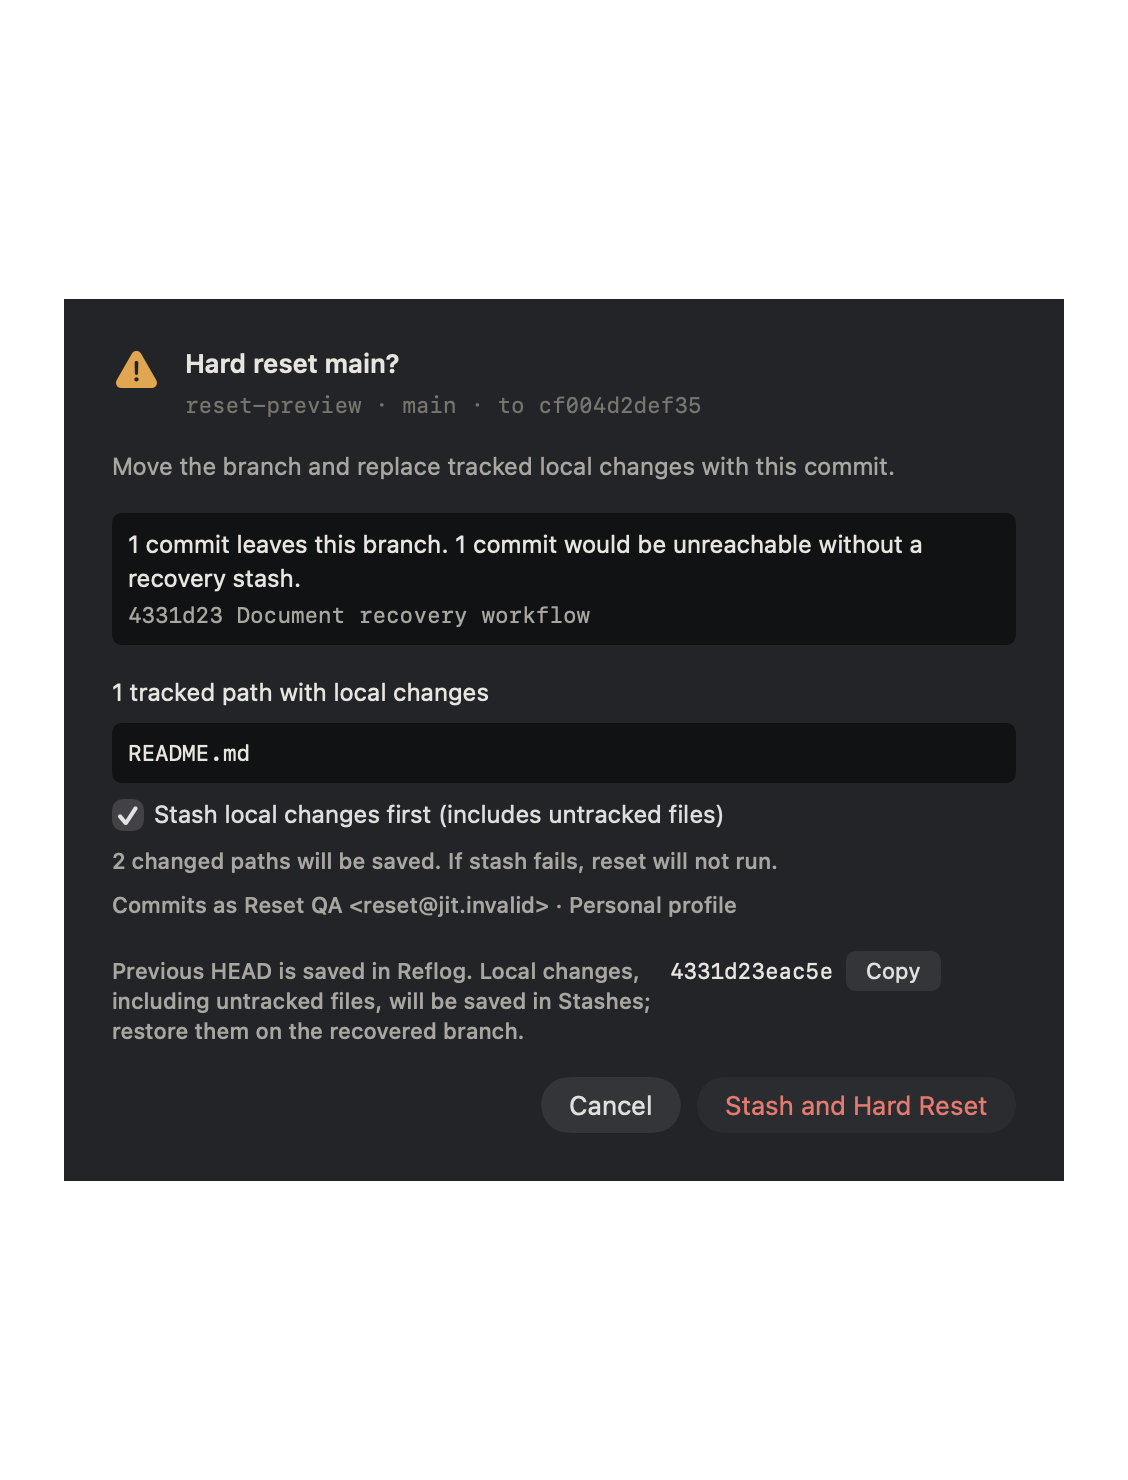 Hard reset main?
reset-preview · main · to cf004d2def35
Move the branch and replace tracked local changes with this commit.
1 commit leaves this branch. 1 commit would be unreachable without a
recovery stash.
4331d23 Document recovery workflow
1 tracked path with local changes
README.md
Stash local changes first (includes untracked files)
2 changed paths will be saved. If stash fails, reset will not run.
Commits as Reset QA <reset@jit.invalid> · Personal profile
Previous HEAD is saved in Reflog. Local changes,
including untracked files, will be saved in Stashes;
restore them on the recovered branch.
4331d23eac5e
Copy
Cancel
Stash and Hard Reset